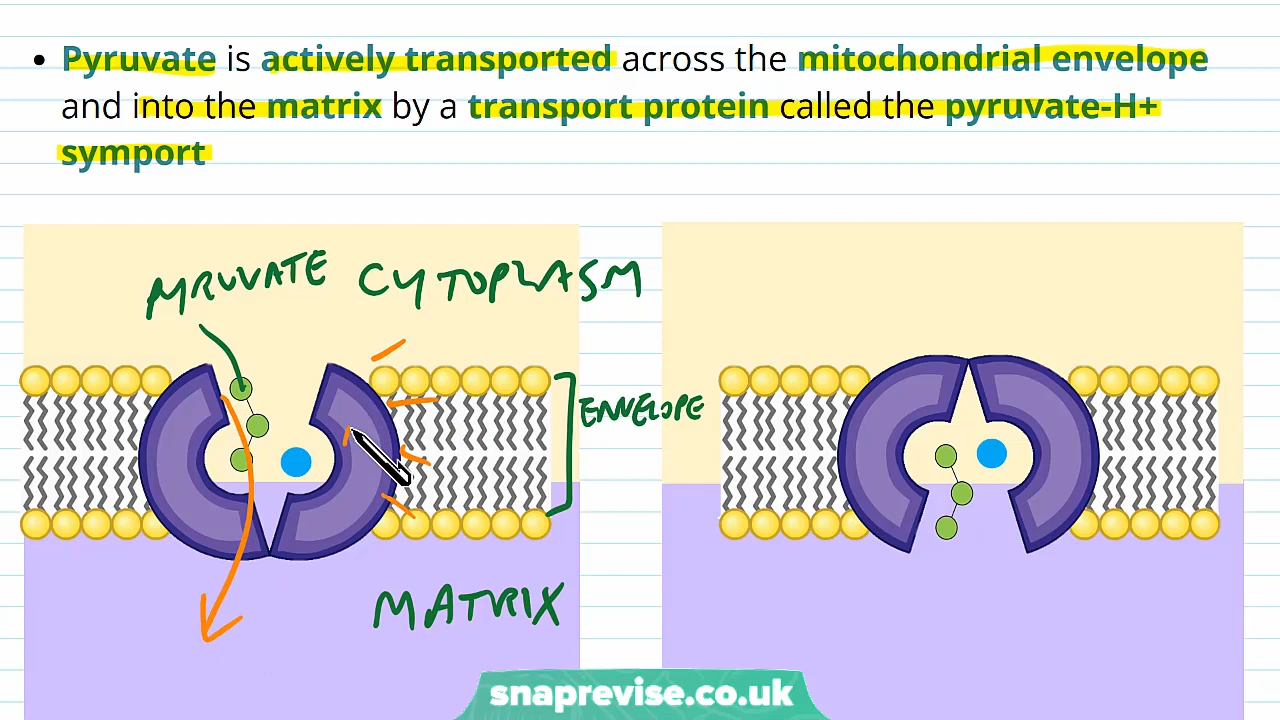 • Pyruvate is actively transported across the mitochondrial envelope
and into the matrix by a transport protein called the pyruvate-H+
symport
PYRUVATE CYTOPLASM
ENVELOPE
MATRIX
snaprevise.co.uk